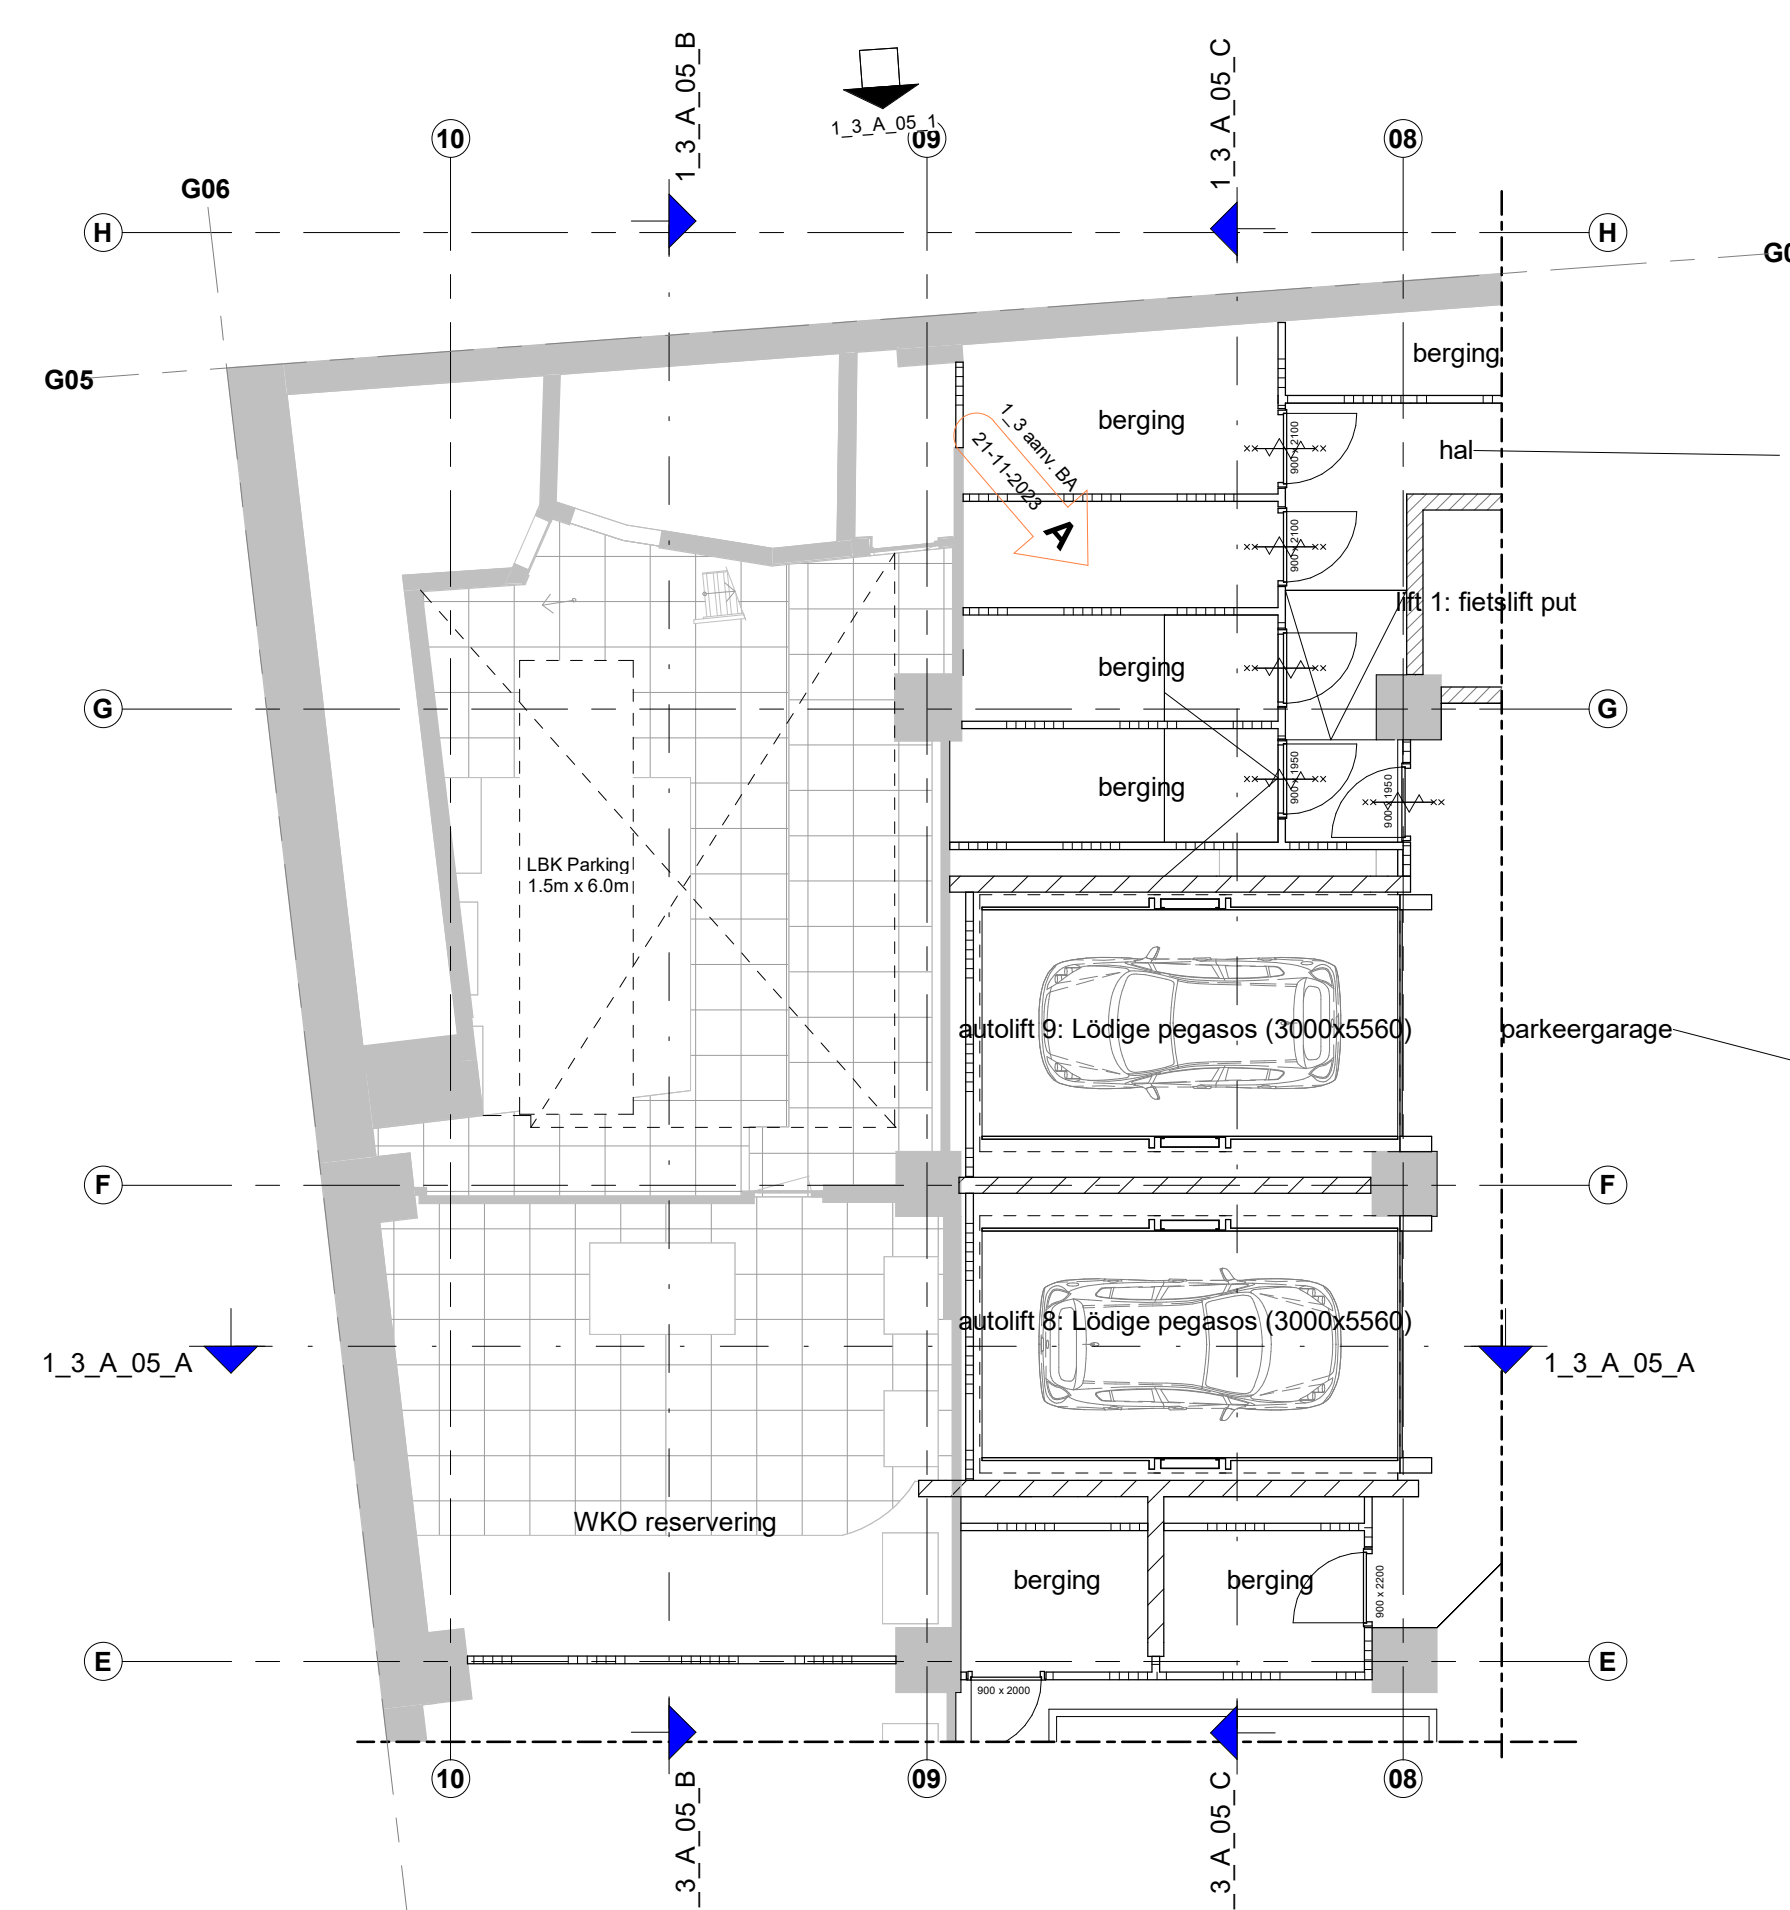 1_3_A_05_B
1_3_A_05_C
1_3_A_05_1
10
09
08
G06
H
H
G05
berging
berging
hal
1_3 aanv. BA
21-11-2023
A
900 x 2100
900 x 2100
lift 1: fietslift put
berging
G
G
berging
900 x 1950
900 x 1950
LBK Parking
1.5m x 6.0m
autolift 9: Lödige pegasos (3000x5560)
parkeergarage
F
F
autolift 8: Lödige pegasos (3000x5560)
1_3_A_05_A
1_3_A_05_A
WKO reservering
berging
berging
900 x 2200
E
E
900 x 2000
10
09
08
_3_A_05_B
_3_A_05_C